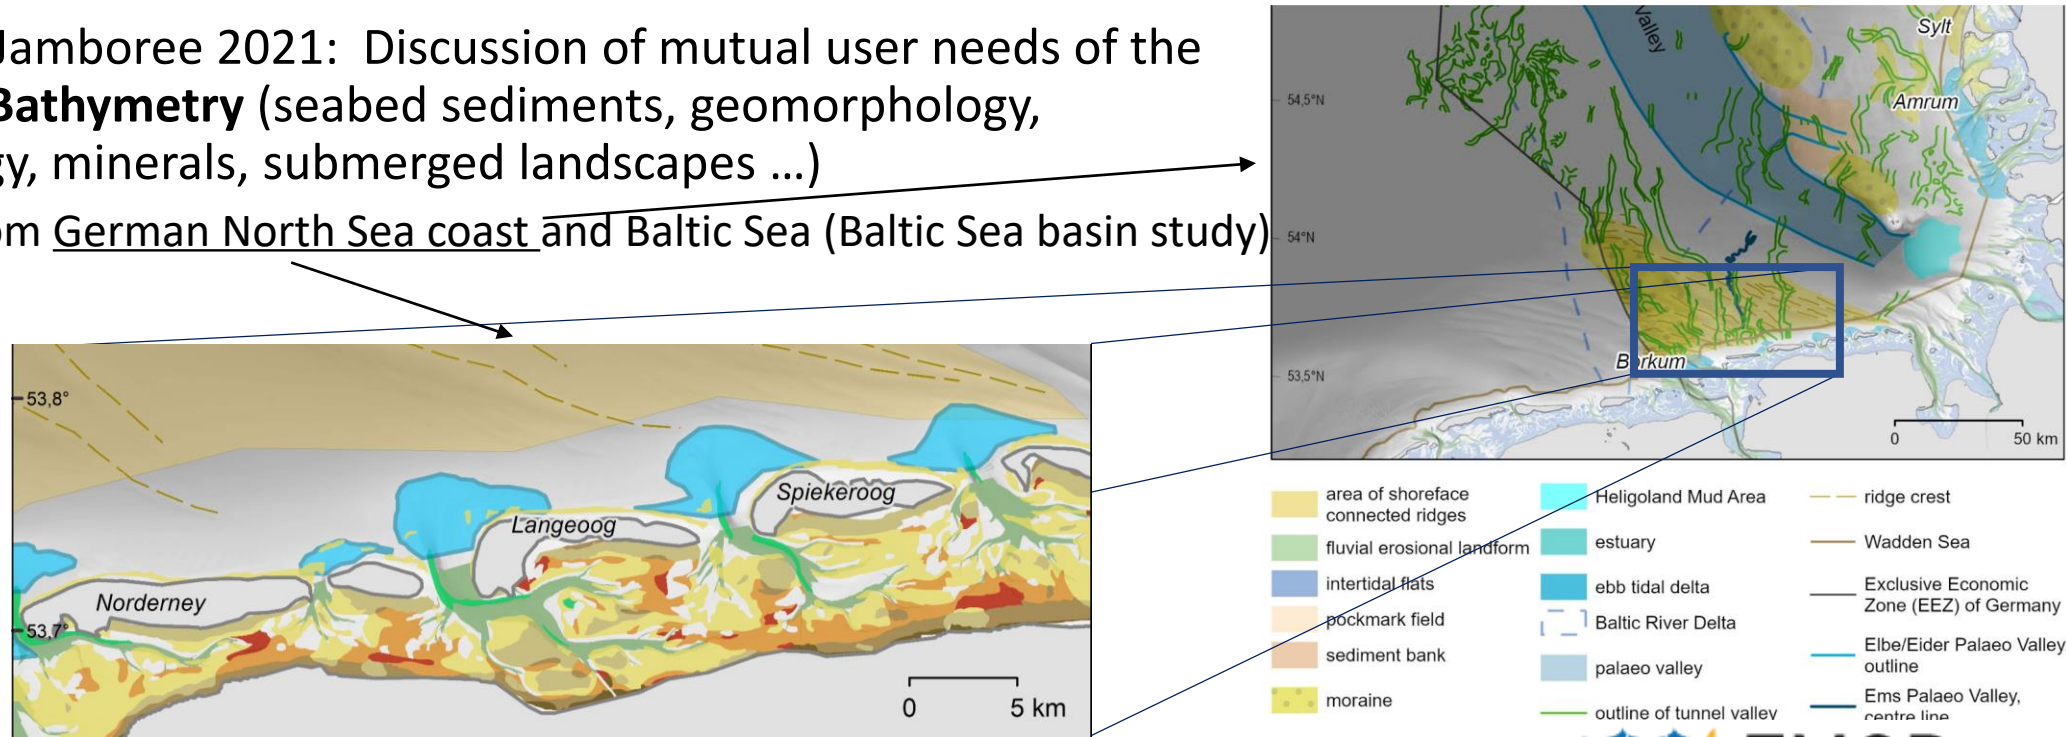 Jamboree 2021:  Discussion of mutual user needs of the
Bathymetry (seabed sediments, geomorphology,
gy, minerals, submerged landscapes ...)
om German North Sea coast and Baltic Sea (Baltic Sea basin study)
Valley
Sylt
54,5°N
Amrum
54°N
Borkum
53,5°N
0 50 km
53,8°
Spiekeroog
Langeoog
Norderney
53,7°
0 5 km
area of shoreface
connected ridges
fluvial erosional landform
intertidal flats
pockmark field
sediment bank
moraine
Heligoland Mud Area
estuary
ebb tidal delta
Baltic River Delta
palaeo valley
outline of tunnel valley
ridge crest
Wadden Sea
Exclusive Economic
Zone (EEZ) of Germany
Elbe/Eider Palaeo Valley,
outline
Ems Palaeo Valley,
centre line